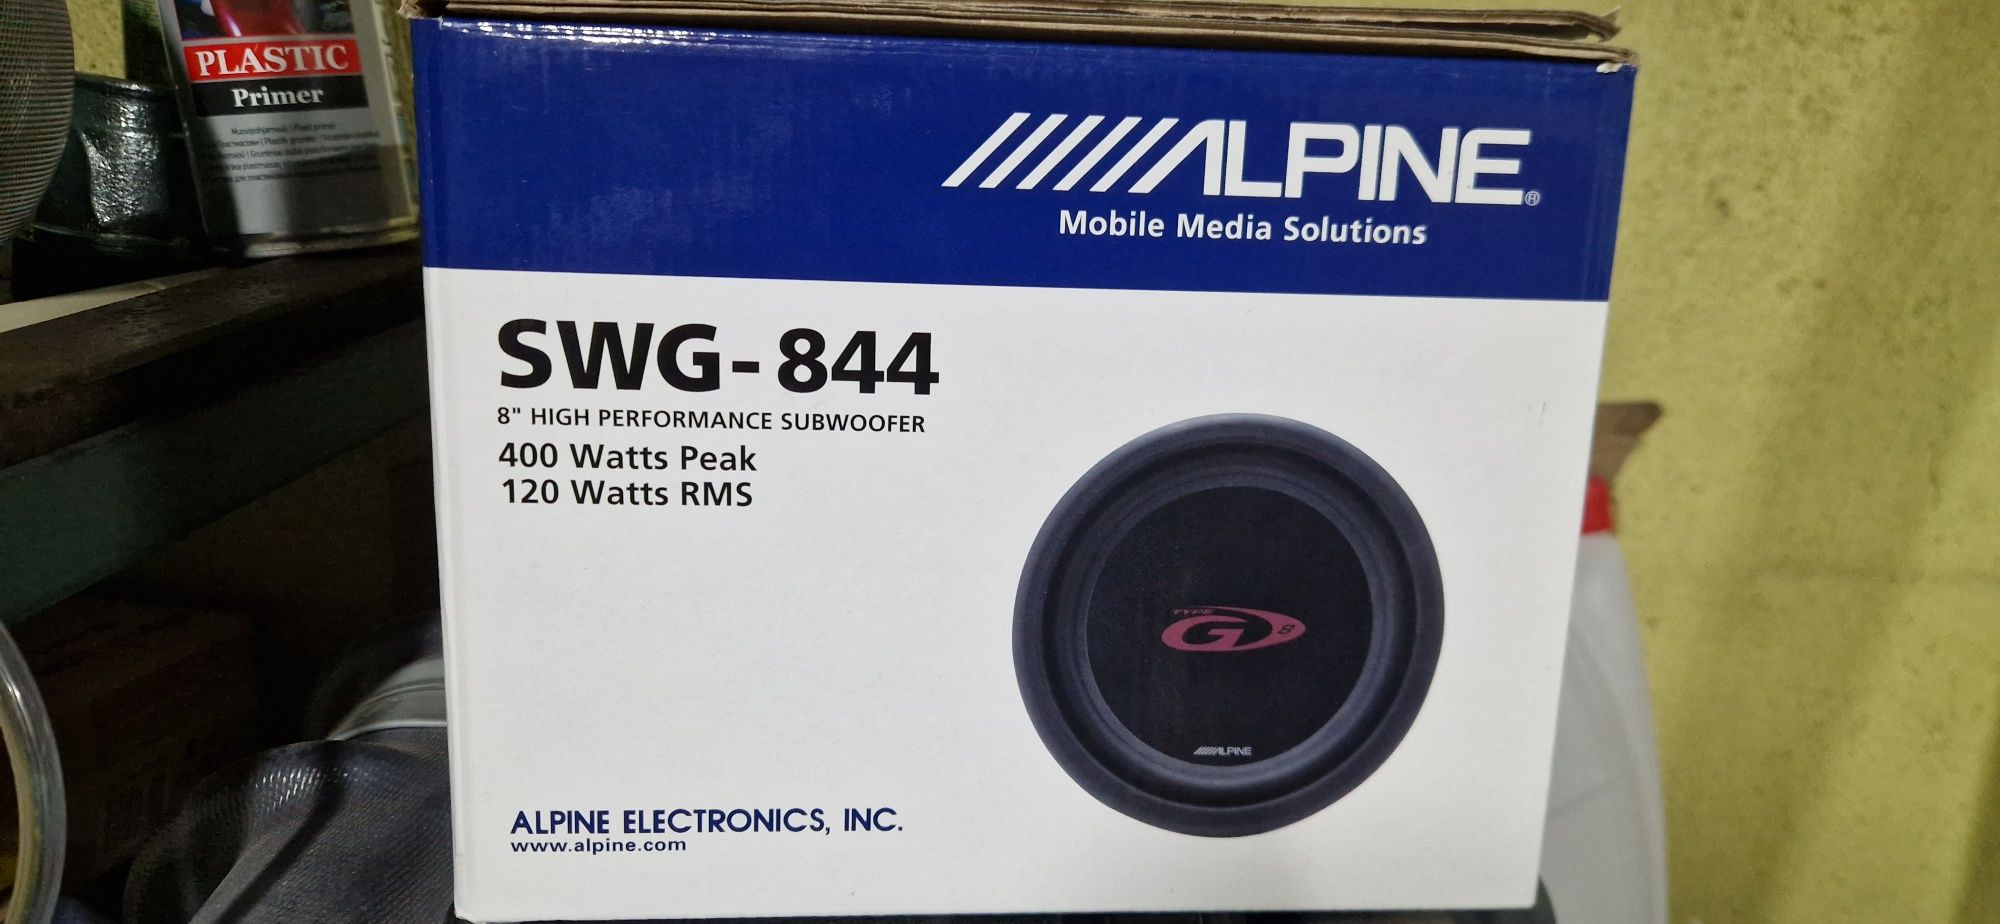 PLASTIC
Primer
ALPINE®
Mobile Media Solutions
SWG-844
8" HIGH PERFORMANCE SUBWOOFER
400 Watts Peak
120 Watts RMS
TYPE
G 8
ALPINE
ALPINE ELECTRONICS, INC.
www.alpine.com